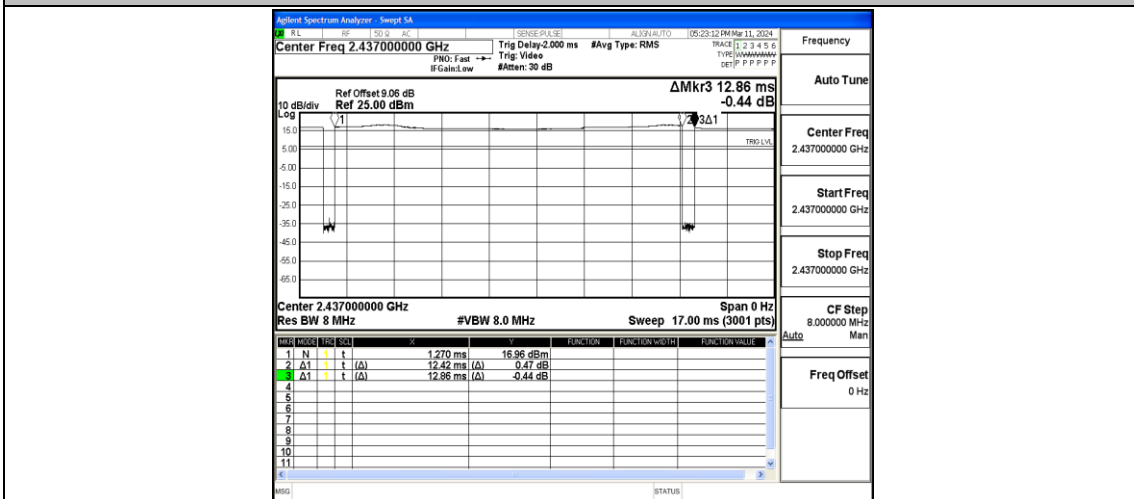 Agilent Spectrum Analyzer - Swept SA
RL RF 50 Ω AC SENSE:PULSE ALIGN AUTO 05:23:12 PM Mar 11, 2024
Center Freq 2.437000000 GHz
PNO: Fast
IFGain:Low
Trig Delay-2.000 ms
Trig: Video
#Atten: 30 dB
#Avg Type: RMS
TRACE 1 2 3 4 5 6
TYPE
DET P P P P P P
Ref Offset 9.06 dB
Ref 25.00 dBm
10 dB/div
Log
ΔMkr3 12.86 ms
-0.44 dB
1
2 3Δ1
TRIG LVL
15.0
5.00
-5.00
-15.0
-25.0
-35.0
-45.0
-55.0
-65.0
Center 2.437000000 GHz
Span 0 Hz
Res BW 8 MHz
#VBW 8.0 MHz
Sweep 17.00 ms (3001 pts)
MKR MODE TRC SCL X Y FUNCTION FUNCTION WIDTH FUNCTION VALUE
1 N 1 t 1.270 ms 16.96 dBm
2 Δ1 1 t (Δ) 12.42 ms (Δ) 0.47 dB
3 Δ1 1 t (Δ) 12.86 ms (Δ) -0.44 dB
4
5
6
7
8
9
10
11
MSG
STATUS
Frequency
Auto Tune
Center Freq
2.437000000 GHz
Start Freq
2.437000000 GHz
Stop Freq
2.437000000 GHz
CF Step
8.000000 MHz
Auto Man
Freq Offset
0 Hz